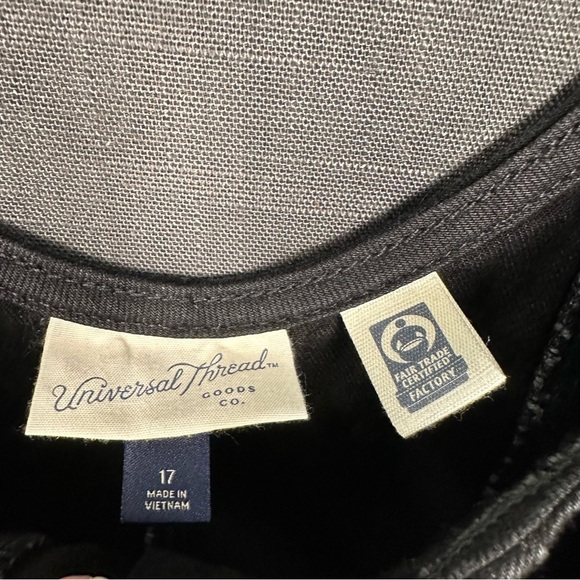 Universal Thread™
GOODS
CO.
17
MADE IN
VIETNAM
FAIR TRADE
CERTIFIED
FACTORY